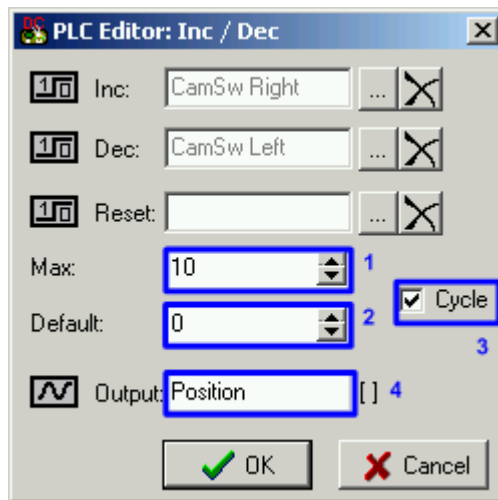 PLC Editor: Inc / Dec
Inc: CamSw Right ...
Dec: CamSw Left ...
Reset: ...
Max: 10 1
Cycle
3
Default: 0 2
Output: Position [ ] 4
OK Cancel